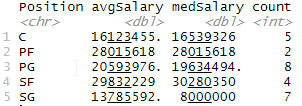 Position avgSalary medSalary count
<chr> <dbl> <dbl> <int>
1 C 16123455. 16539326 5
2 PF 28015618 28015618 2
3 PG 20593976. 19634494. 8
4 SF 29832229 30280350 4
5 SG 13785592. 8000000 7